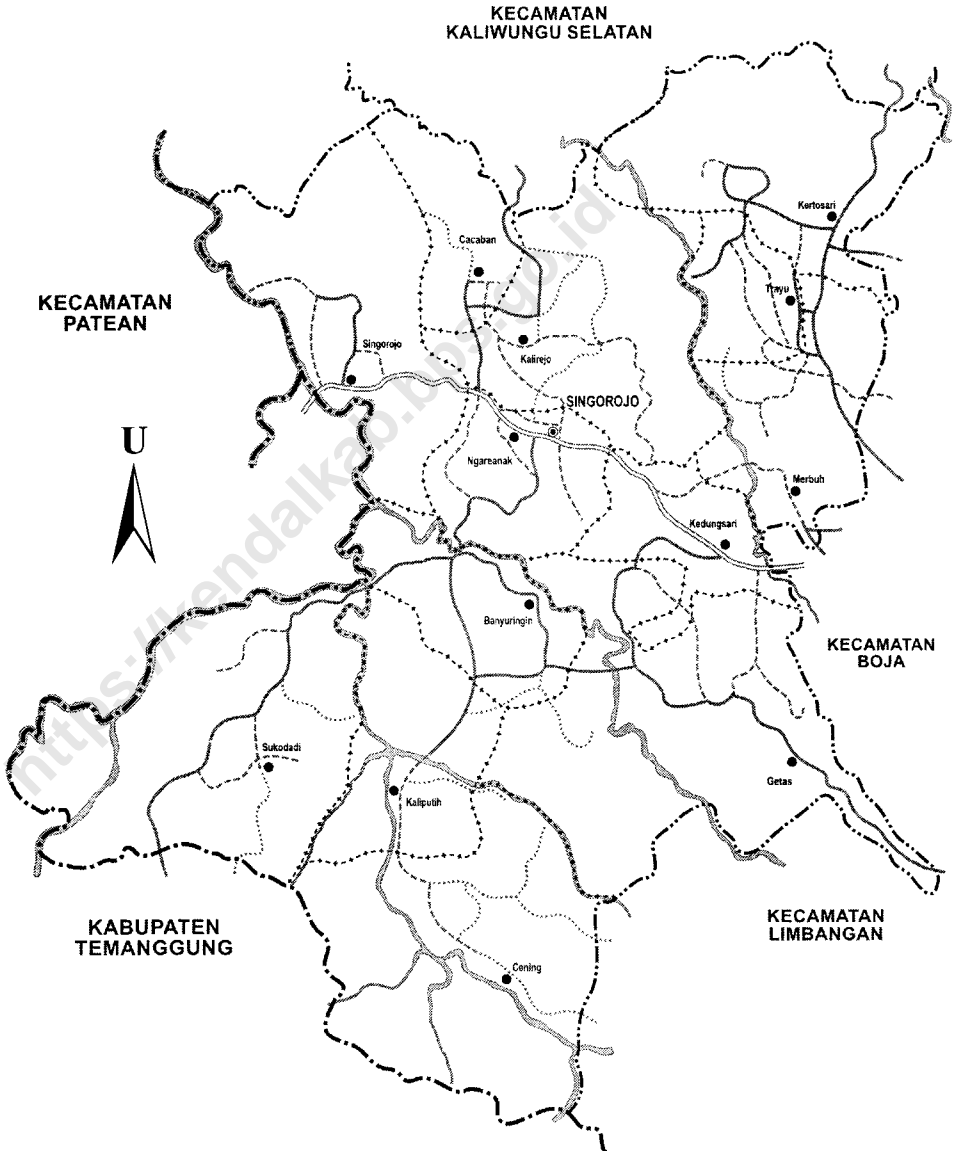 KECAMATAN
KALIWUNGU SELATAN
Kertosari
Cacaban
Trayu
KECAMATAN
PATEAN
Singorojo
Kalirejo
SINGOROJO
U
Ngareanak
Merbuh
Kedungsari
Banyuringin
KECAMATAN
BOJA
Sukodadi
Getas
Kaliputih
KABUPATEN
TEMANGGUNG
KECAMATAN
LIMBANGAN
Cening
https://kendalkab.bps.go.id